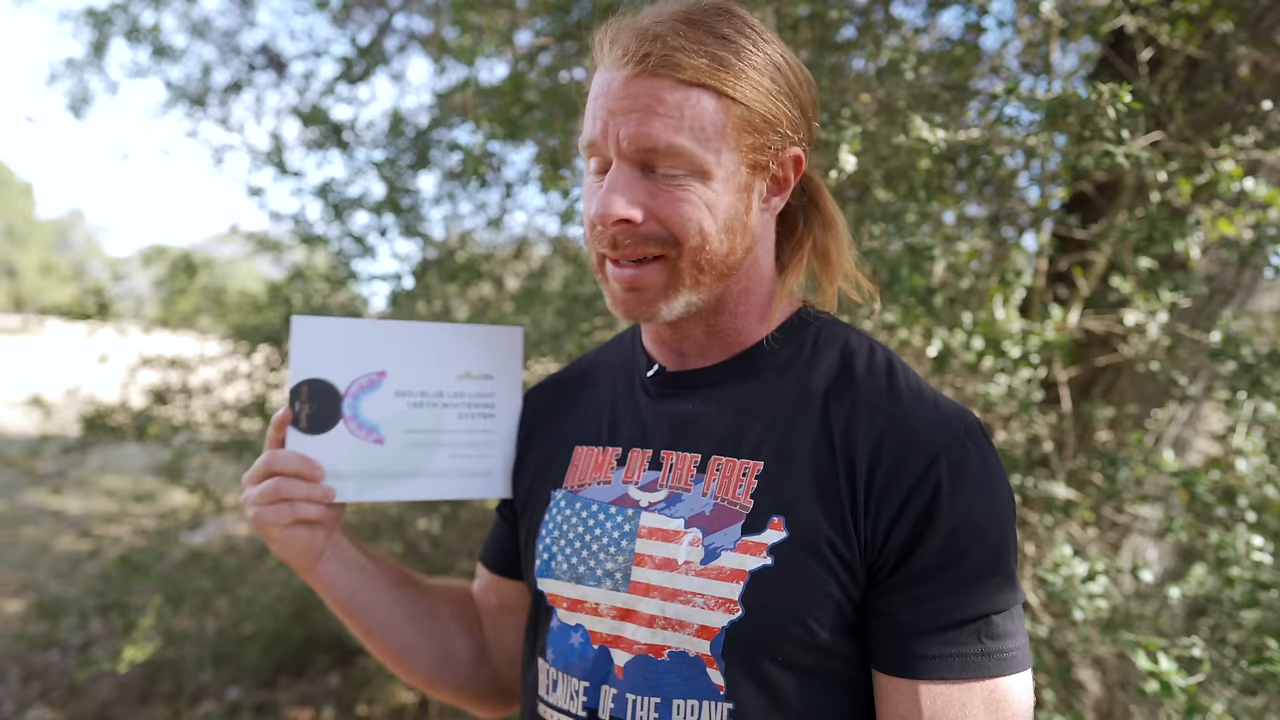 RED/BLUE LED LIGHT
TEETH WHITENING
SYSTEM
HOME OF THE FREE
BECAUSE OF THE BRAVE